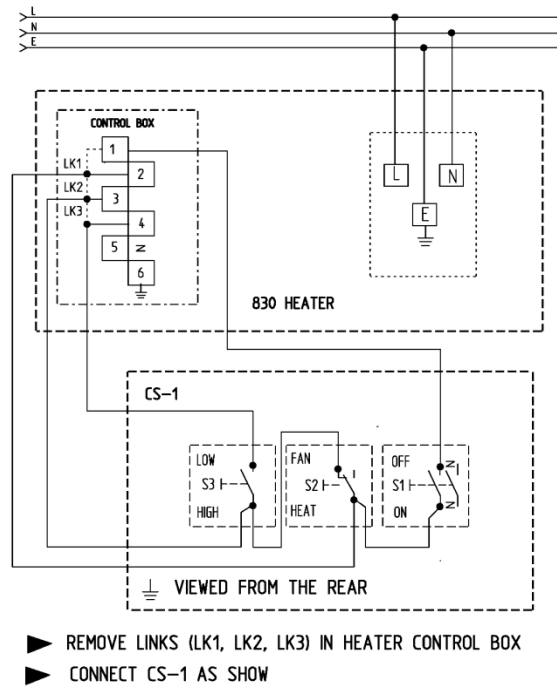 L
N
E
CONTROL BOX
1
LK1
2
LK2
3
LK3
4
5 N
6
L
N
E
830 HEATER
CS-1
LOW
S3
HIGH
FAN
S2
HEAT
OFF
S1
ON
N
N
VIEWED FROM THE REAR
REMOVE LINKS (LK1, LK2, LK3) IN HEATER CONTROL BOX
CONNECT CS-1 AS SHOW